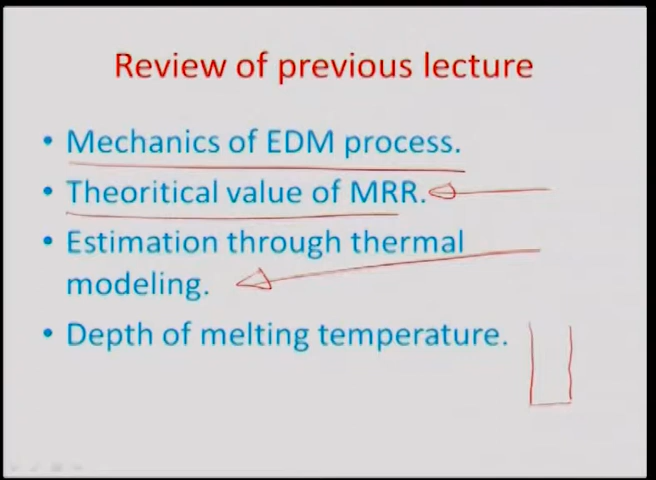 Review of previous lecture
• Mechanics of EDM process.
• Theoritical value of MRR.
• Estimation through thermal
modeling.
• Depth of melting temperature.